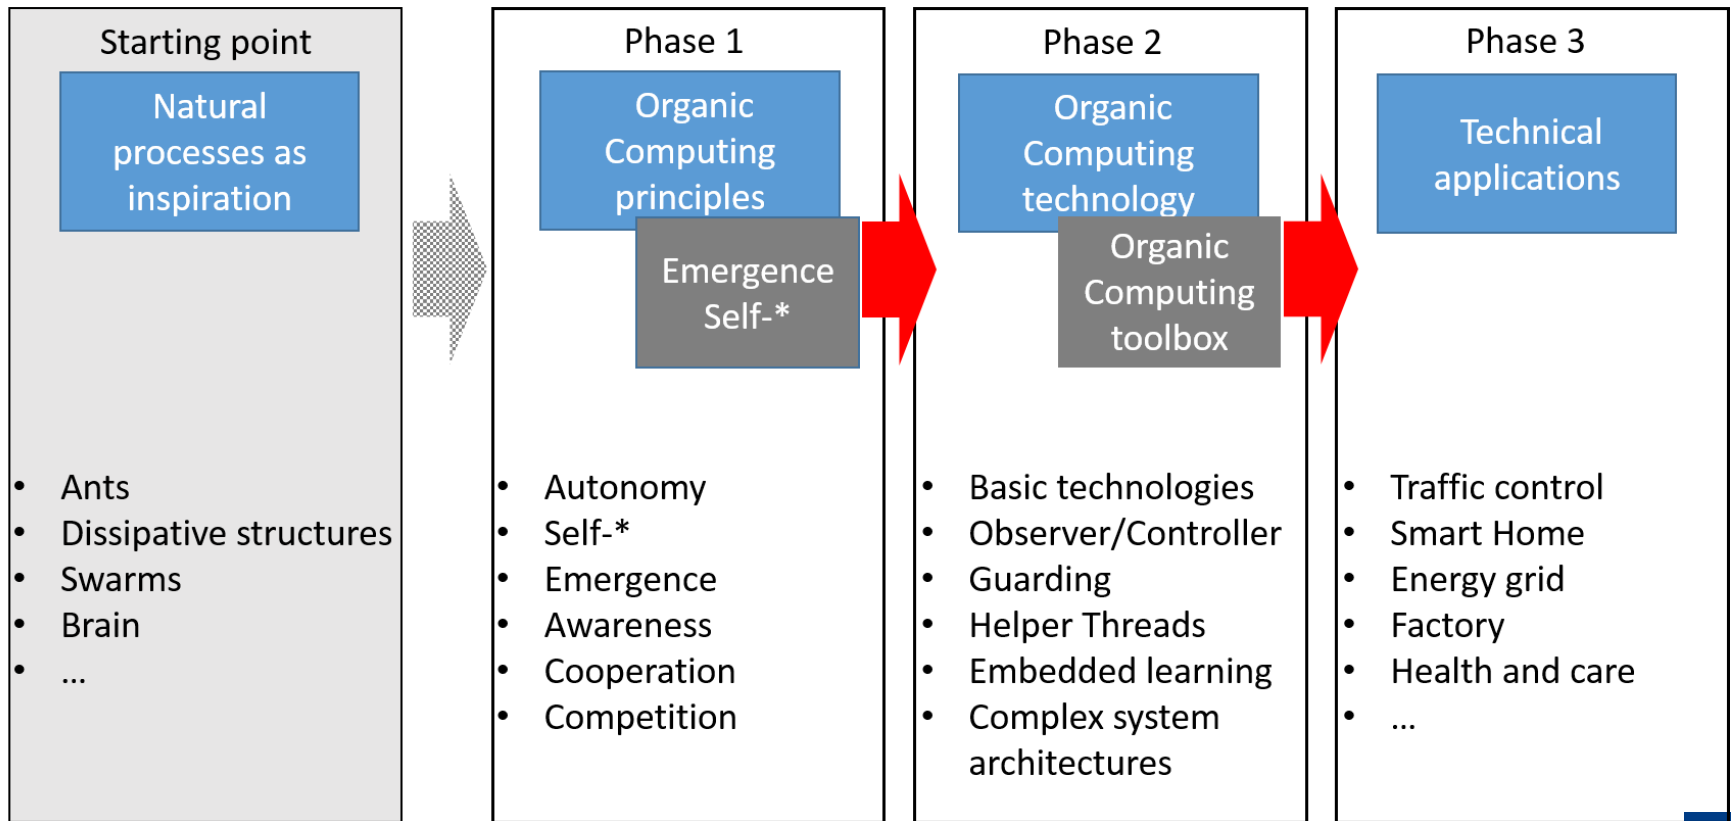 Starting point
Natural
processes as
inspiration
• Ants
• Dissipative structures
• Swarms
• Brain
• ...
Phase 1
Organic
Computing
principles
Emergence
Self-*
• Autonomy
• Self-*
• Emergence
• Awareness
• Cooperation
• Competition
Phase 2
Organic
Computing
technology
Organic
Computing
toolbox
• Basic technologies
• Observer/Controller
• Guarding
• Helper Threads
• Embedded learning
• Complex system
architectures
Phase 3
Technical
applications
• Traffic control
• Smart Home
• Energy grid
• Factory
• Health and care
• ...